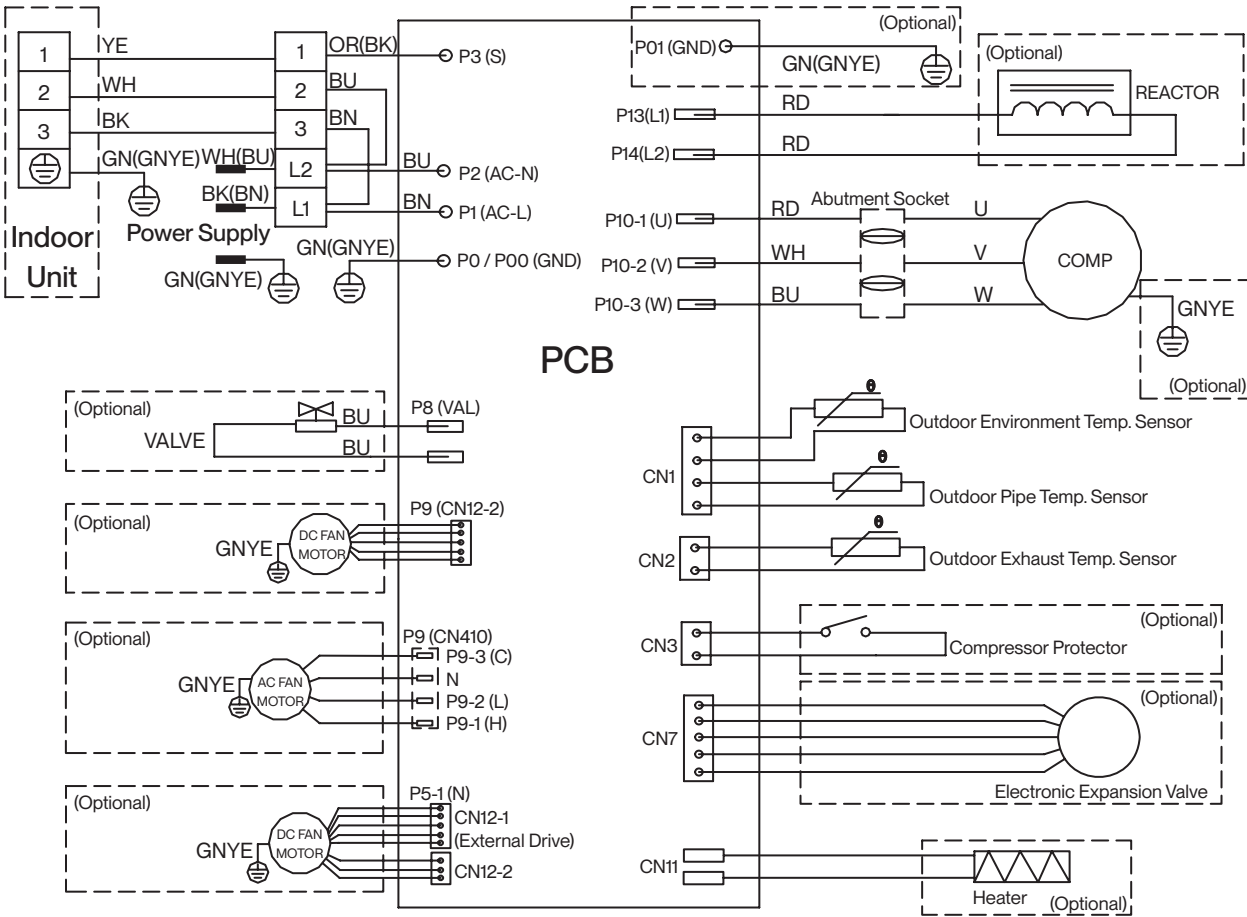 1
2
3
Indoor
Unit
YE
WH
BK
GN(GNYE)
WH(BU)
BK(BN)
Power Supply
GN(GNYE)
1
2
3
L2
L1
OR(BK)
BU
BN
BU
BN
GN(GNYE)
P3 (S)
P2 (AC-N)
P1 (AC-L)
P0 / P00 (GND)
PCB
(Optional)
P01 (GND)
GN(GNYE)
P13(L1)
RD
P14(L2)
RD
(Optional)
REACTOR
Abutment Socket
P10-1 (U)
RD
U
P10-2 (V)
WH
V
P10-3 (W)
BU
W
COMP
GNYE
(Optional)
(Optional)
VALVE
BU
BU
P8 (VAL)
(Optional)
GNYE
DC FAN
MOTOR
P9 (CN12-2)
(Optional)
GNYE
AC FAN
MOTOR
P9 (CN410)
P9-3 (C)
N
P9-2 (L)
P9-1 (H)
(Optional)
GNYE
DC FAN
MOTOR
P5-1 (N)
CN12-1
(External Drive)
CN12-2
CN1
θ
Outdoor Environment Temp. Sensor
θ
Outdoor Pipe Temp. Sensor
CN2
θ
Outdoor Exhaust Temp. Sensor
CN3
(Optional)
Compressor Protector
CN7
(Optional)
Electronic Expansion Valve
CN11
Heater
(Optional)